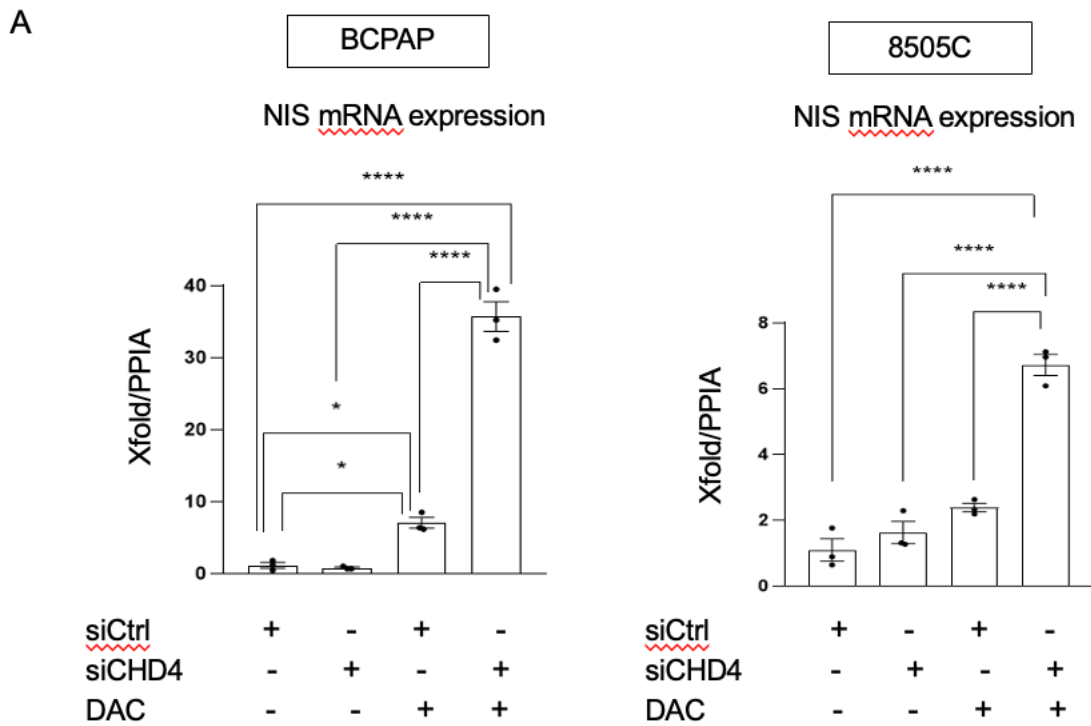 A
BCPAP
8505C
NIS mRNA expression
NIS mRNA expression
****
****
****
*
*
Xfold/PPIA
40
30
20
10
0
****
****
****
Xfold/PPIA
8
6
4
2
0
siCtrl + - + -
siCHD4 - + - +
DAC - - + +
siCtrl + - + -
siCHD4 - + - +
DAC - - + +